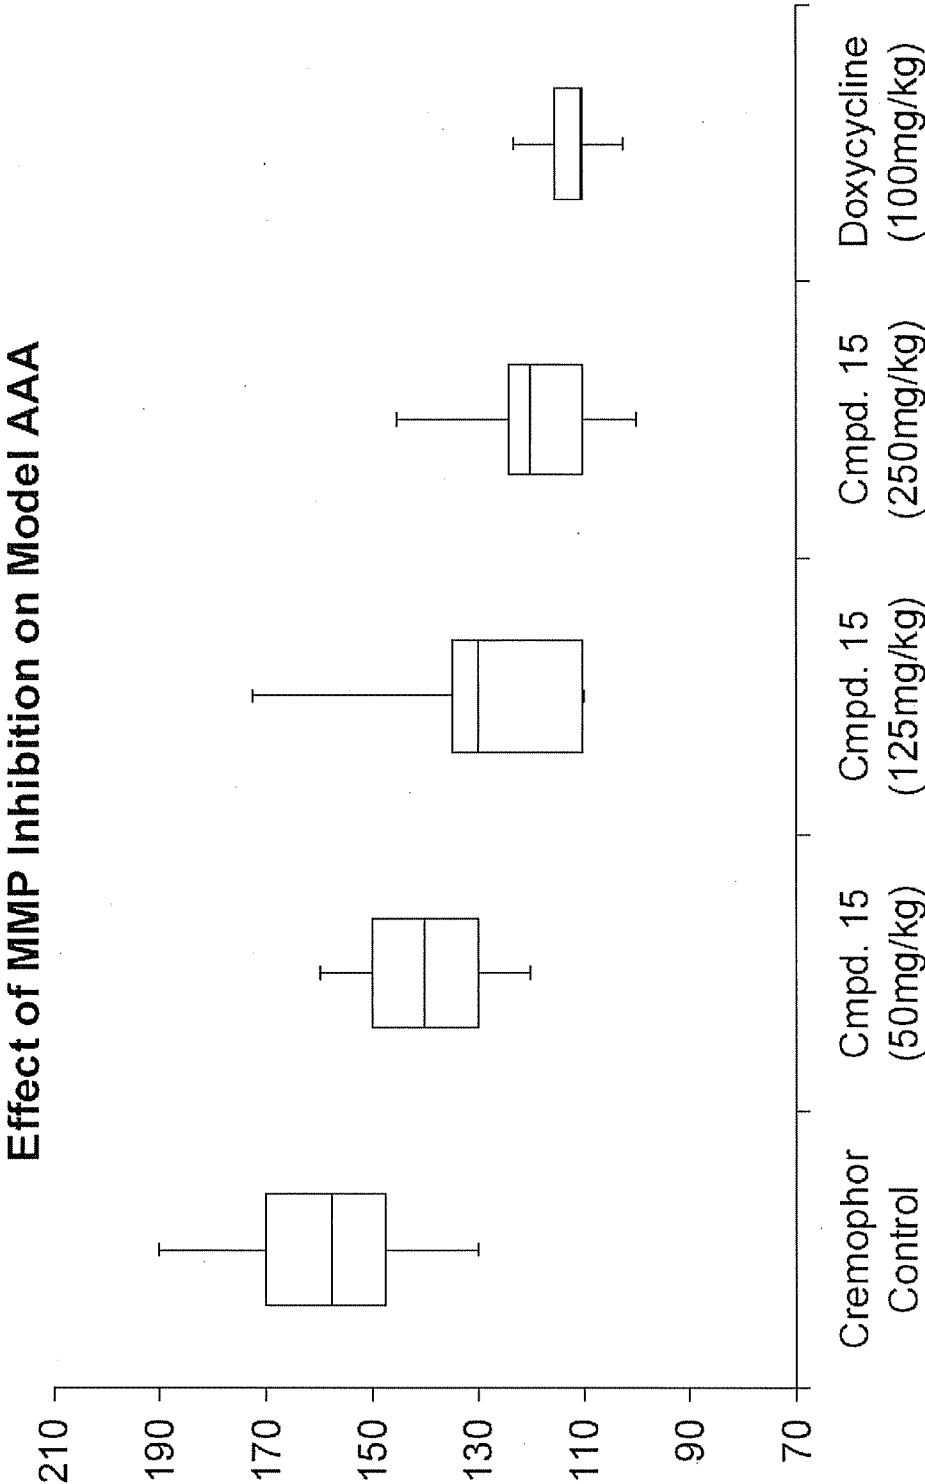 Effect of MMP Inhibition on Model AAA
210
190
170
150
130
110
90
70
Cremophor
Control
Cmpd. 15
(50mg/kg)
Cmpd. 15
(125mg/kg)
Cmpd. 15
(250mg/kg)
Doxycycline
(100mg/kg)